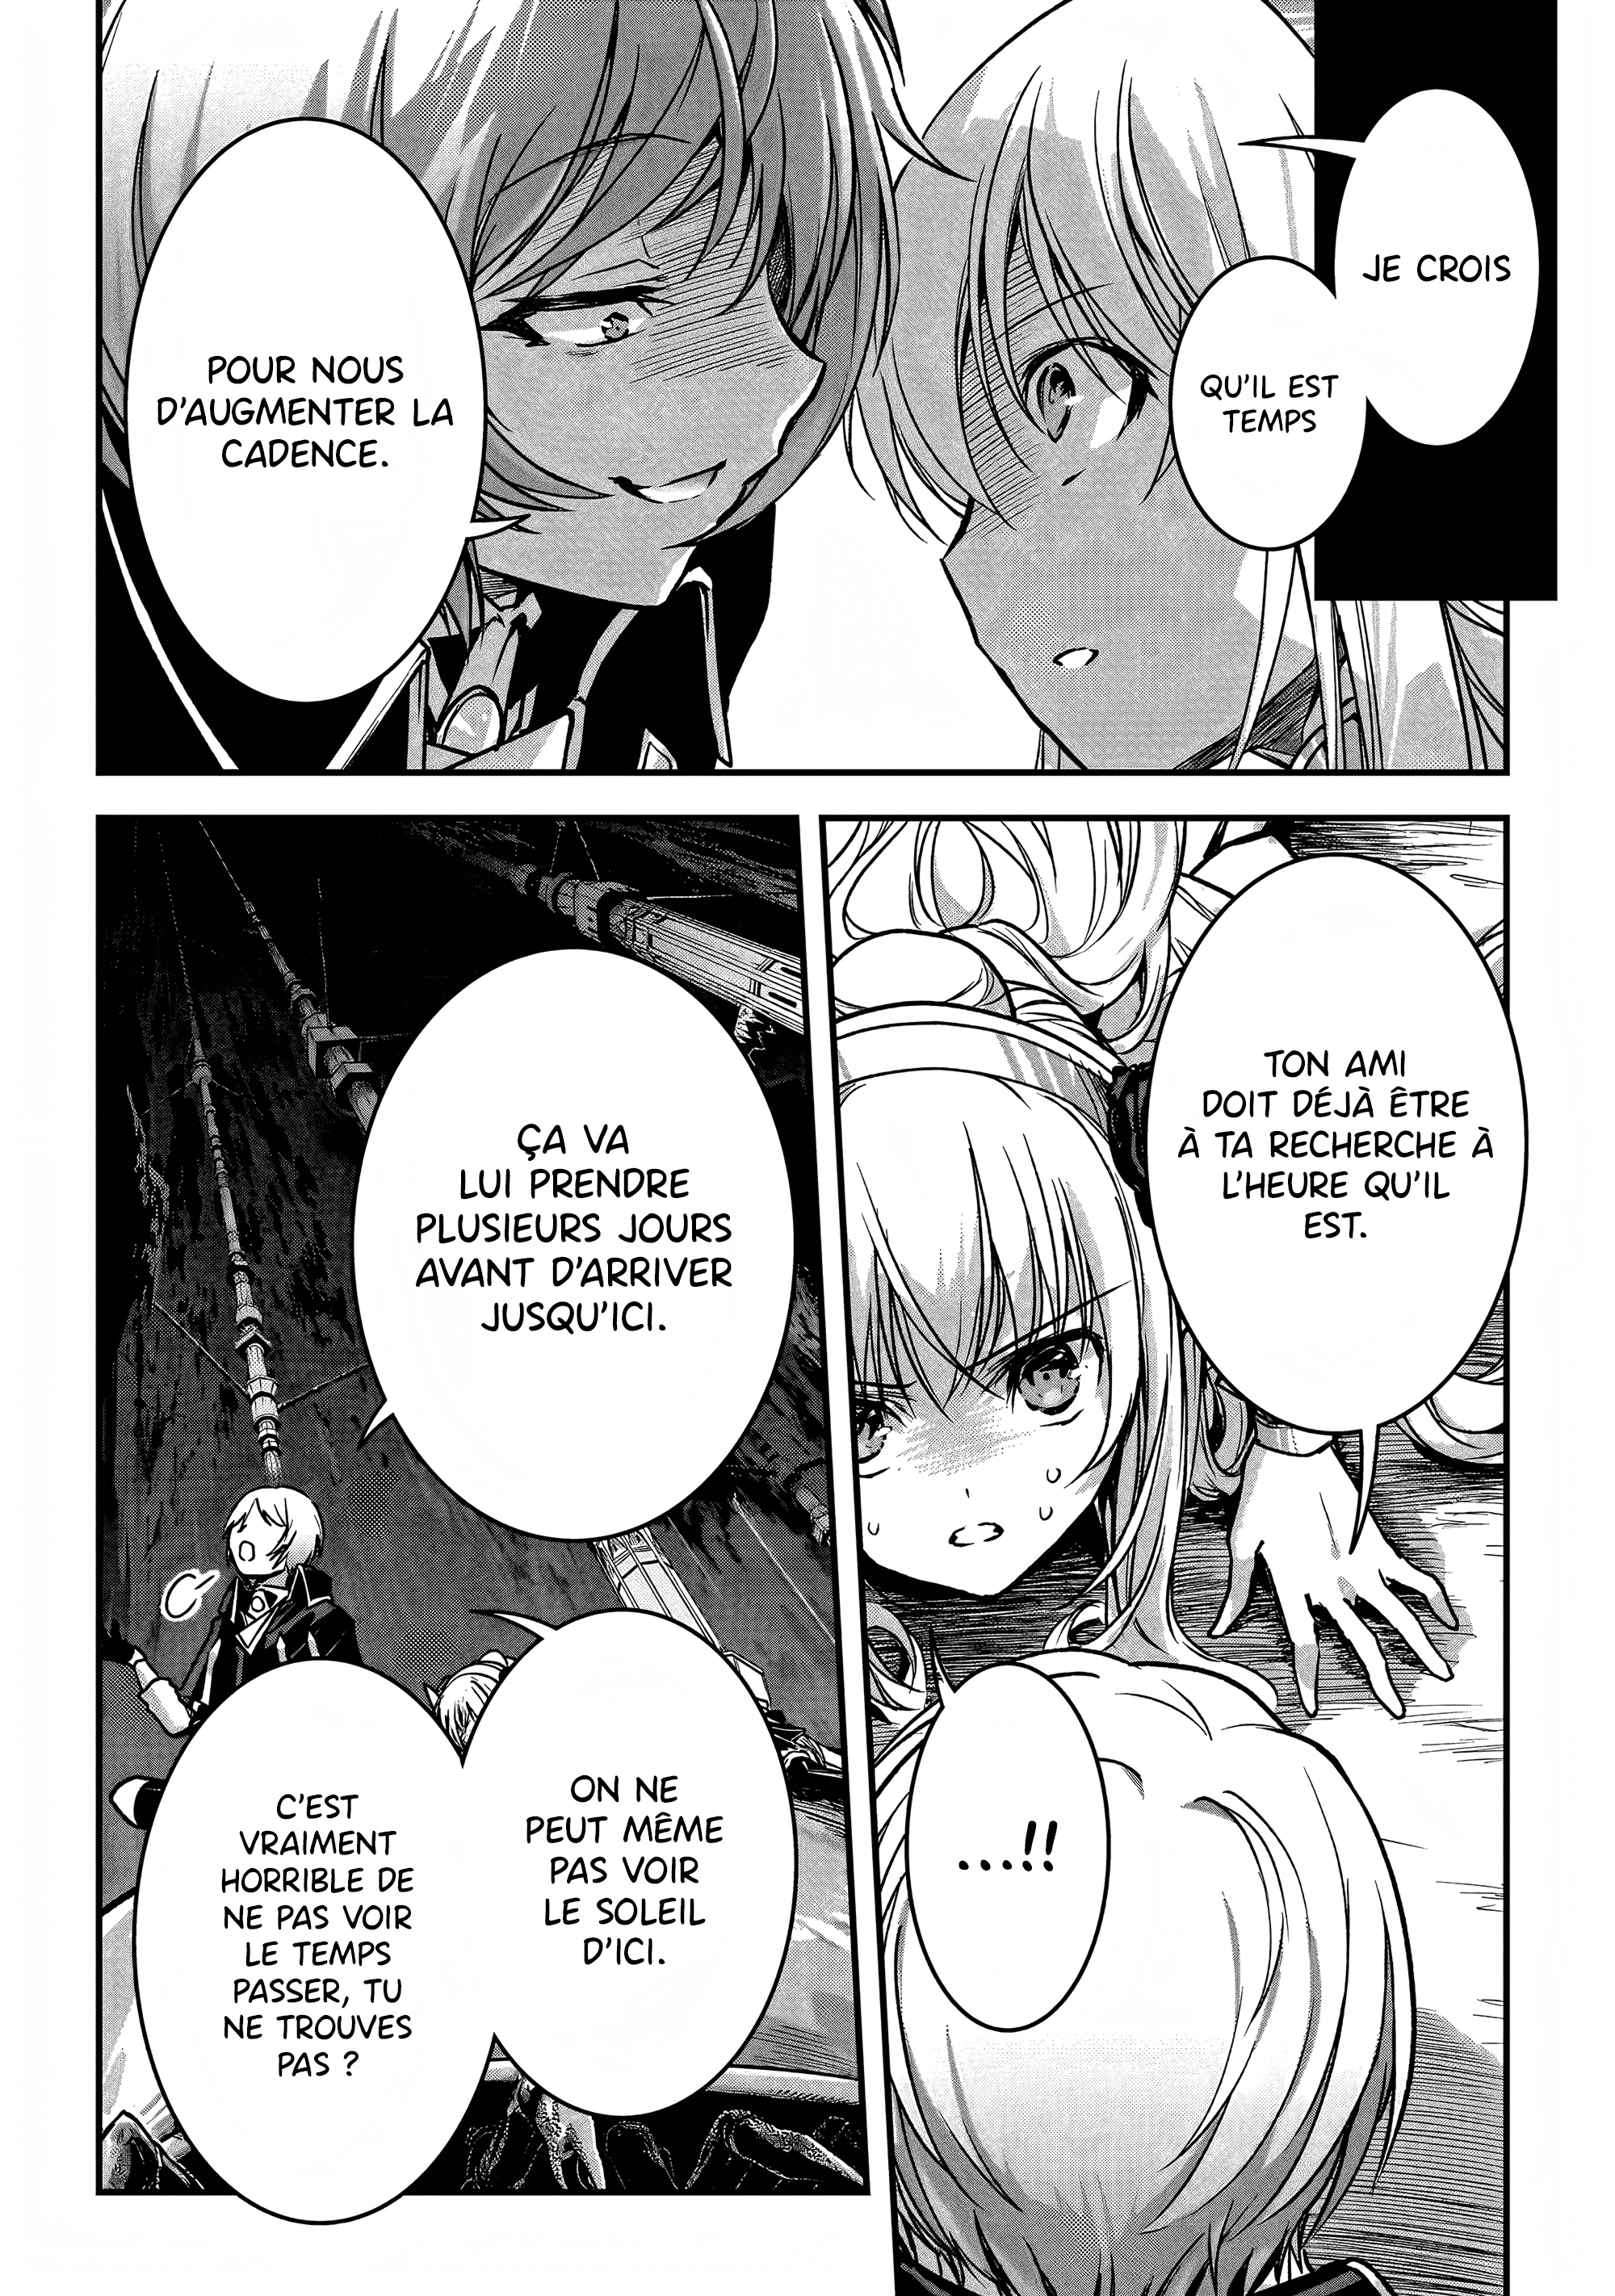 JE CROIS
QU'IL EST
TEMPS
POUR NOUS
D'AUGMENTER LA
CADENCE.
TON AMI
DOIT DÉJÀ ÊTRE
À TA RECHERCHE À
L'HEURE QU'IL
EST.
...!!
ÇA VA
LUI PRENDRE
PLUSIEURS JOURS
AVANT D'ARRIVER
JUSQU'ICI.
ON NE
PEUT MÊME
PAS VOIR
LE SOLEIL
D'ICI.
C'EST
VRAIMENT
HORRIBLE DE
NE PAS VOIR
LE TEMPS
PASSER, TU
NE TROUVES
PAS ?